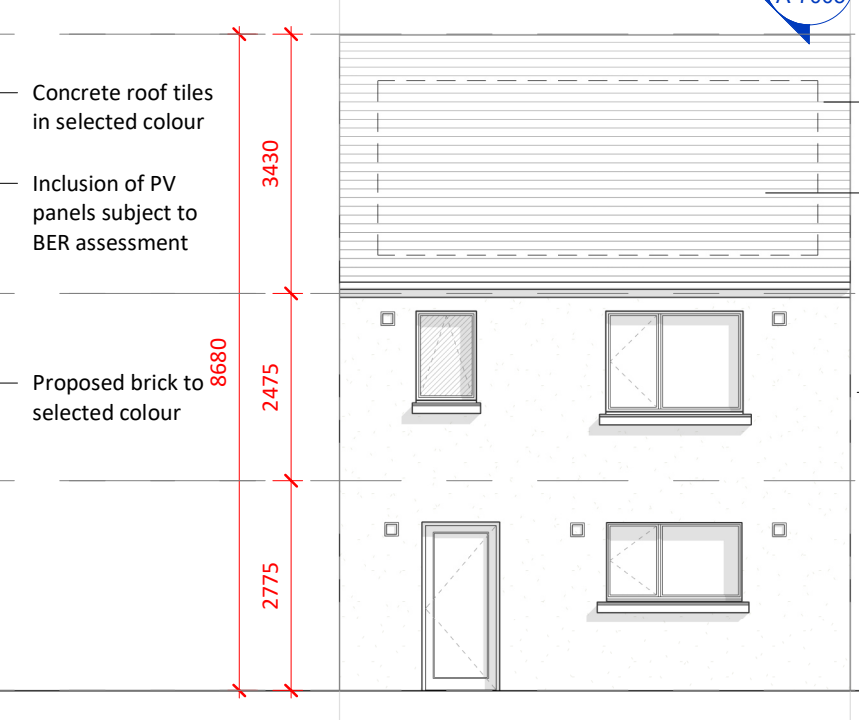 Concrete roof tiles
in selected colour
Inclusion of PV
panels subject to
BER assessment
Proposed brick to
selected colour
8680
3430
2475
2775